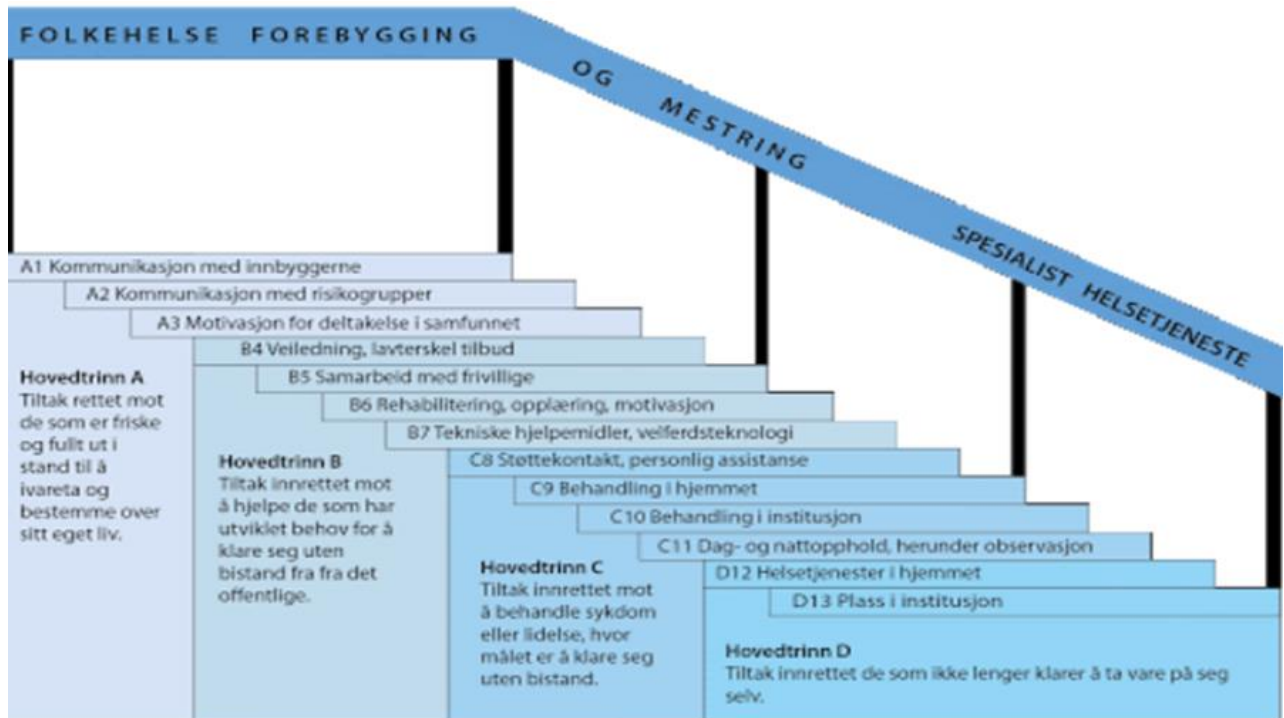 FOLKEHELSE FOREBYGGING
OG MESTRING
SPESIALIST HELSETJENESTE
A1 Kommunikasjon med innbyggerne
A2 Kommunikasjon med risikogrupper
A3 Motivasjon for deltakelse i samfunnet
B4 Veiledning, lavterskel tilbud
B5 Samarbeid med frivillige
B6 Rehabilitering, opplæring, motivasjon
B7 Tekniske hjelpemidler, velferdsteknologi
C8 Støttekontakt, personlig assistanse
C9 Behandling i hjemmet
C10 Behandling i institusjon
C11 Dag- og nattopphold, herunder observasjon
D12 Helsetjenester i hjemmet
D13 Plass i institusjon
Hovedtrinn A
Tiltak rettet mot
de som er friske
og fullt ut i
stand til å
ivareta og
bestemme over
sitt eget liv.
Hovedtrinn B
Tiltak innrettet mot
å hjelpe de som har
utviklet behov for å
klare seg uten
bistand fra fra det
offentlige.
Hovedtrinn C
Tiltak innrettet mot
å behandle sykdom
eller lidelse, hvor
målet er å klare seg
uten bistand.
Hovedtrinn D
Tiltak innrettet de som ikke lenger klarer å ta vare på seg
selv.